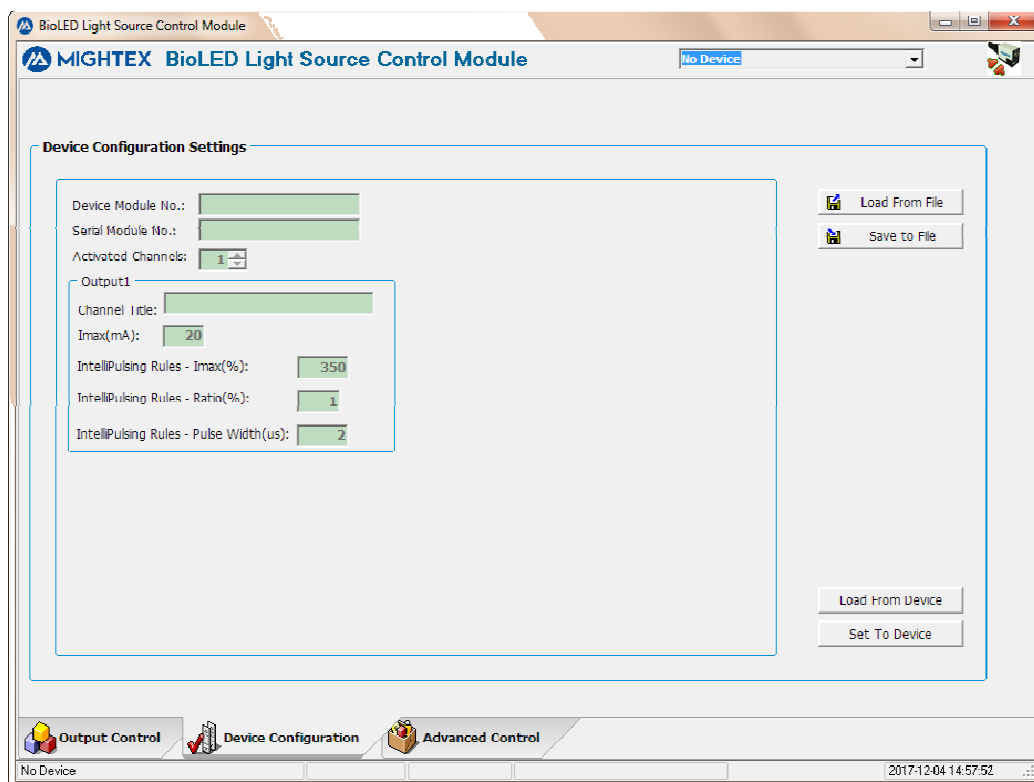 BioLED Light Source Control Module
MIGHTEX BioLED Light Source Control Module
No Device
Device Configuration Settings
Device Module No.:
Serial Module No.:
Activated Channels: 1
Output1
Channel Title:
Imax(mA): 20
IntelliPulsing Rules - Imax(%): 350
IntelliPulsing Rules - Ratio(%): 1
IntelliPulsing Rules - Pulse Width(us): 2
Load From File
Save to File
Load From Device
Set To Device
Output Control
Device Configuration
Advanced Control
No Device
2017-12-04 14:57:52